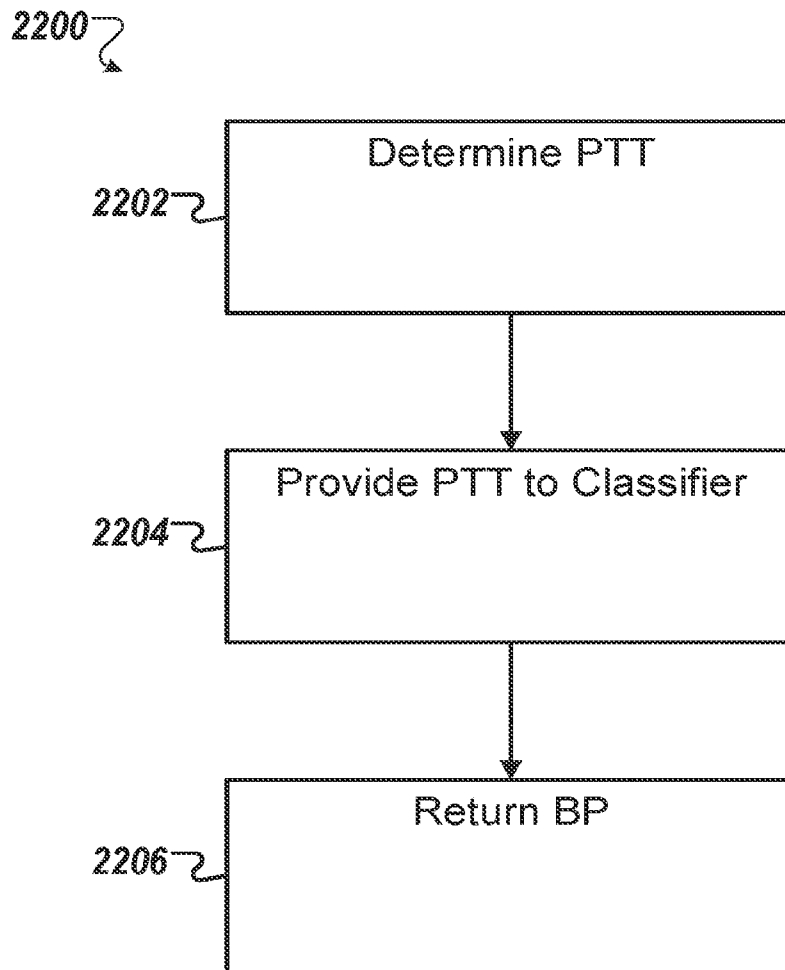 2200
Determine PTT
2202
Provide PTT to Classifier
2204
Return BP
2206